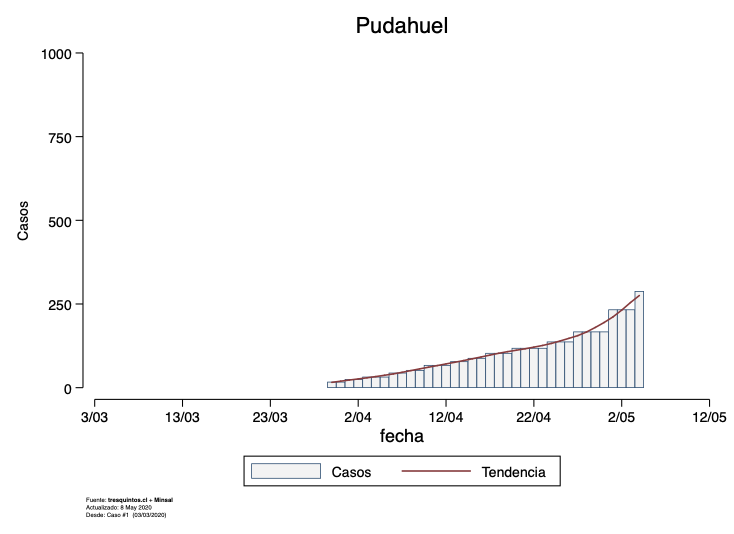 Pudahuel
1000
750
500
250
0
Casos
3/03 13/03 23/03 2/04 12/04 22/04 2/05 12/05
fecha
Casos Tendencia
Fuente: tresquintos.cl + Minsal
Actualizado: 8 May 2020
Desde: Caso #1 (03/03/2020)